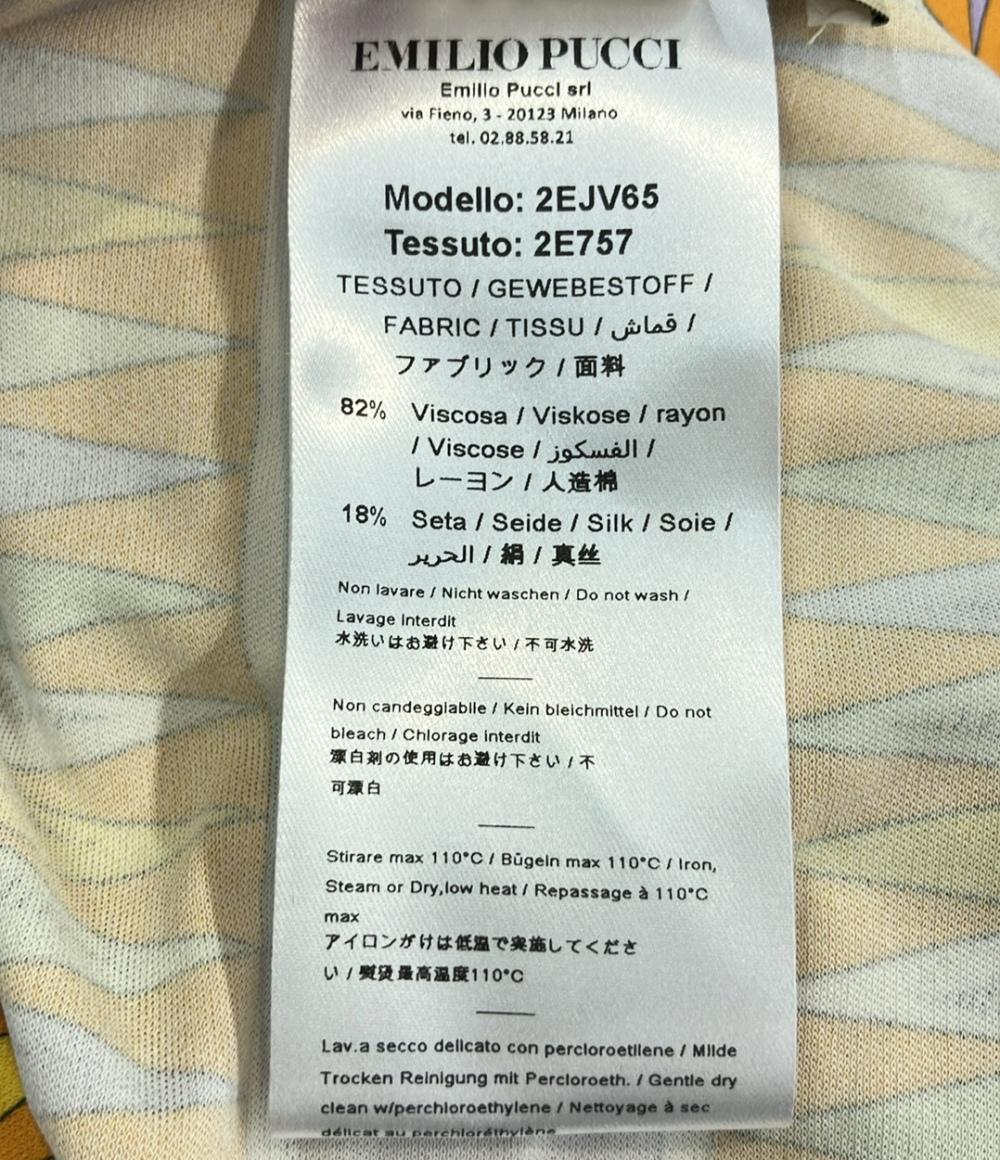 EMILIO PUCCI
Emilio Pucci srl
via Fieno, 3 - 20123 Milano
tel. 02.88.58.21
Modello: 2EJV65
Tessuto: 2E757
TESSUTO / GEWEBESTOFF /
FABRIC / TISSU / قماش /
ファブリック / 面料
82% Viscosa / Viskose / rayon
/ Viscose / الفسكوز /
レーヨン / 人造棉
18% Seta / Seide / Silk / Soie /
الحرير / 絹 / 真丝
Non lavare / Nicht waschen / Do not wash /
Lavage interdit
水洗いはお避け下さい / 不可水洗
Non candeggiabile / Kein bleichmittel / Do not
bleach / Chlorage interdit
漂白剤の使用はお避け下さい / 不
可漂白
Stirare max 110°C / Bügeln max 110°C / Iron,
Steam or Dry,low heat / Repassage à 110°C
max
アイロンがけは低温で実施してくださ
い / 熨烫最高温度110°C
Lav.a secco delicato con percloroetilene / Milde
Trocken Reinigung mit Percloroeth. / Gentle dry
clean w/perchloroethylene / Nettoyage à sec
délicat au perchloréthylène